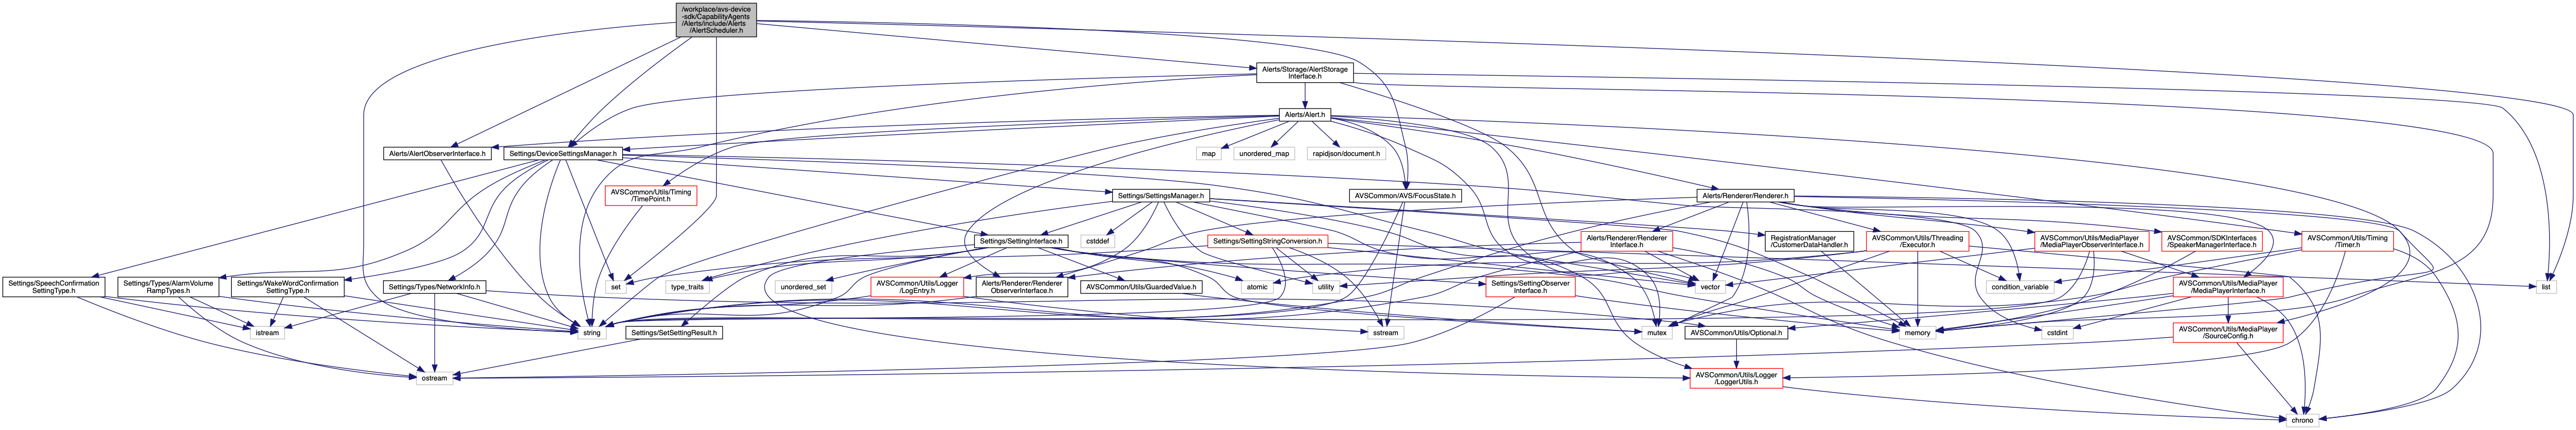 /workplace/avs-device
-sdk/CapabilityAgents
/Alerts/include/Alerts
/AlertScheduler.h
Alerts/Storage/AlertStorage
Interface.h
Alerts/Alert.h
Alerts/AlertObserverInterface.h
Settings/DeviceSettingsManager.h
map
unordered_map
rapidjson/document.h
AVSCommon/Utils/Timing
/TimePoint.h
Settings/SettingsManager.h
AVSCommon/AVS/FocusState.h
Alerts/Renderer/Renderer.h
Settings/SettingInterface.h
cstddef
Settings/SettingStringConversion.h
Alerts/Renderer/Renderer
Interface.h
RegistrationManager
/CustomerDataHandler.h
AVSCommon/Utils/Threading
/Executor.h
AVSCommon/Utils/MediaPlayer
/MediaPlayerObserverInterface.h
AVSCommon/SDKInterfaces
/SpeakerManagerInterface.h
AVSCommon/Utils/Timing
/Timer.h
Settings/SpeechConfirmation
SettingType.h
Settings/Types/AlarmVolume
RampTypes.h
Settings/WakeWordConfirmation
SettingType.h
Settings/Types/NetworkInfo.h
set
type_traits
unordered_set
AVSCommon/Utils/Logger
/LogEntry.h
Alerts/Renderer/Renderer
ObserverInterface.h
AVSCommon/Utils/GuardedValue.h
atomic
utility
Settings/SettingObserver
Interface.h
vector
condition_variable
AVSCommon/Utils/MediaPlayer
/MediaPlayerInterface.h
list
istream
string
Settings/SetSettingResult.h
sstream
mutex
AVSCommon/Utils/Optional.h
memory
cstdint
AVSCommon/Utils/MediaPlayer
/SourceConfig.h
ostream
AVSCommon/Utils/Logger
/LoggerUtils.h
chrono